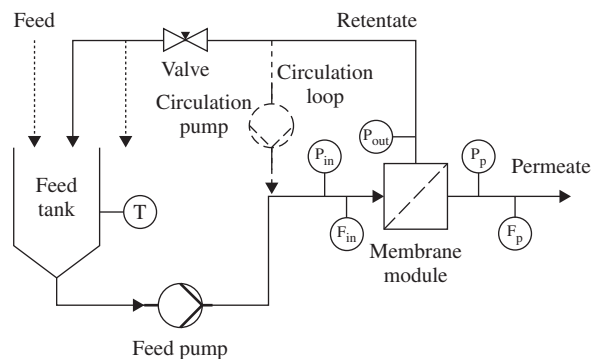 Feed
Retentate
Valve
Circulation
loop
Circulation
pump
Feed
tank
T
P_in
P_out
P_p
Permeate
F_in
F_p
Membrane
module
Feed pump